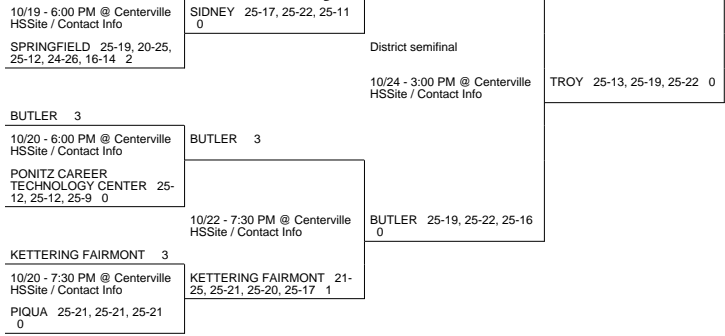 10/19 - 6:00 PM @ Centerville
HSSite / Contact Info
SIDNEY 25-17, 25-22, 25-11
0
SPRINGFIELD 25-19, 20-25,
25-12, 24-26, 16-14 2
District semifinal
10/24 - 3:00 PM @ Centerville
HSSite / Contact Info
TROY 25-13, 25-19, 25-22 0
BUTLER 3
10/20 - 6:00 PM @ Centerville
HSSite / Contact Info
BUTLER 3
PONITZ CAREER
TECHNOLOGY CENTER 25-
12, 25-12, 25-9 0
10/22 - 7:30 PM @ Centerville
HSSite / Contact Info
BUTLER 25-19, 25-22, 25-16
0
KETTERING FAIRMONT 3
10/20 - 7:30 PM @ Centerville
HSSite / Contact Info
KETTERING FAIRMONT 21-
25, 25-21, 25-20, 25-17 1
PIQUA 25-21, 25-21, 25-21
0